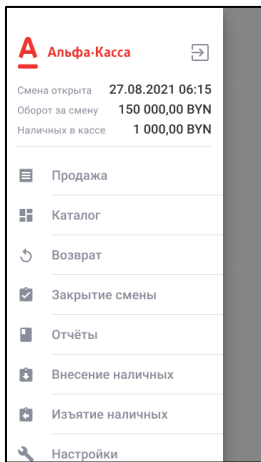 А Альфа·Касса
Смена открыта 27.08.2021 06:15
Оборот за смену 150 000,00 BYN
Наличных в кассе 1 000,00 BYN
Продажа
Каталог
Возврат
Закрытие смены
Отчёты
Внесение наличных
Изъятие наличных
Настройки